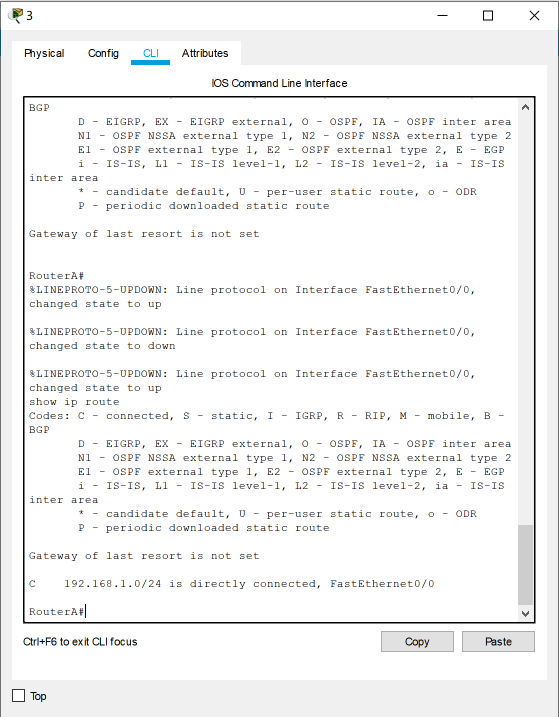 3
Physical Config CLI Attributes
IOS Command Line Interface
BGP
D - EIGRP, EX - EIGRP external, O - OSPF, IA - OSPF inter area
N1 - OSPF NSSA external type 1, N2 - OSPF NSSA external type 2
E1 - OSPF external type 1, E2 - OSPF external type 2, E - EGP
i - IS-IS, L1 - IS-IS level-1, L2 - IS-IS level-2, ia - IS-IS
inter area
* - candidate default, U - per-user static route, o - ODR
P - periodic downloaded static route
Gateway of last resort is not set
RouterA#
%LINEPROTO-5-UPDOWN: Line protocol on Interface FastEthernet0/0,
changed state to up
%LINEPROTO-5-UPDOWN: Line protocol on Interface FastEthernet0/0,
changed state to down
%LINEPROTO-5-UPDOWN: Line protocol on Interface FastEthernet0/0,
changed state to up
show ip route
Codes: C - connected, S - static, I - IGRP, R - RIP, M - mobile, B -
BGP
D - EIGRP, EX - EIGRP external, O - OSPF, IA - OSPF inter area
N1 - OSPF NSSA external type 1, N2 - OSPF NSSA external type 2
E1 - OSPF external type 1, E2 - OSPF external type 2, E - EGP
i - IS-IS, L1 - IS-IS level-1, L2 - IS-IS level-2, ia - IS-IS
inter area
* - candidate default, U - per-user static route, o - ODR
P - periodic downloaded static route
Gateway of last resort is not set
C 192.168.1.0/24 is directly connected, FastEthernet0/0
RouterA#
Ctrl+F6 to exit CLI focus Copy Paste
Top